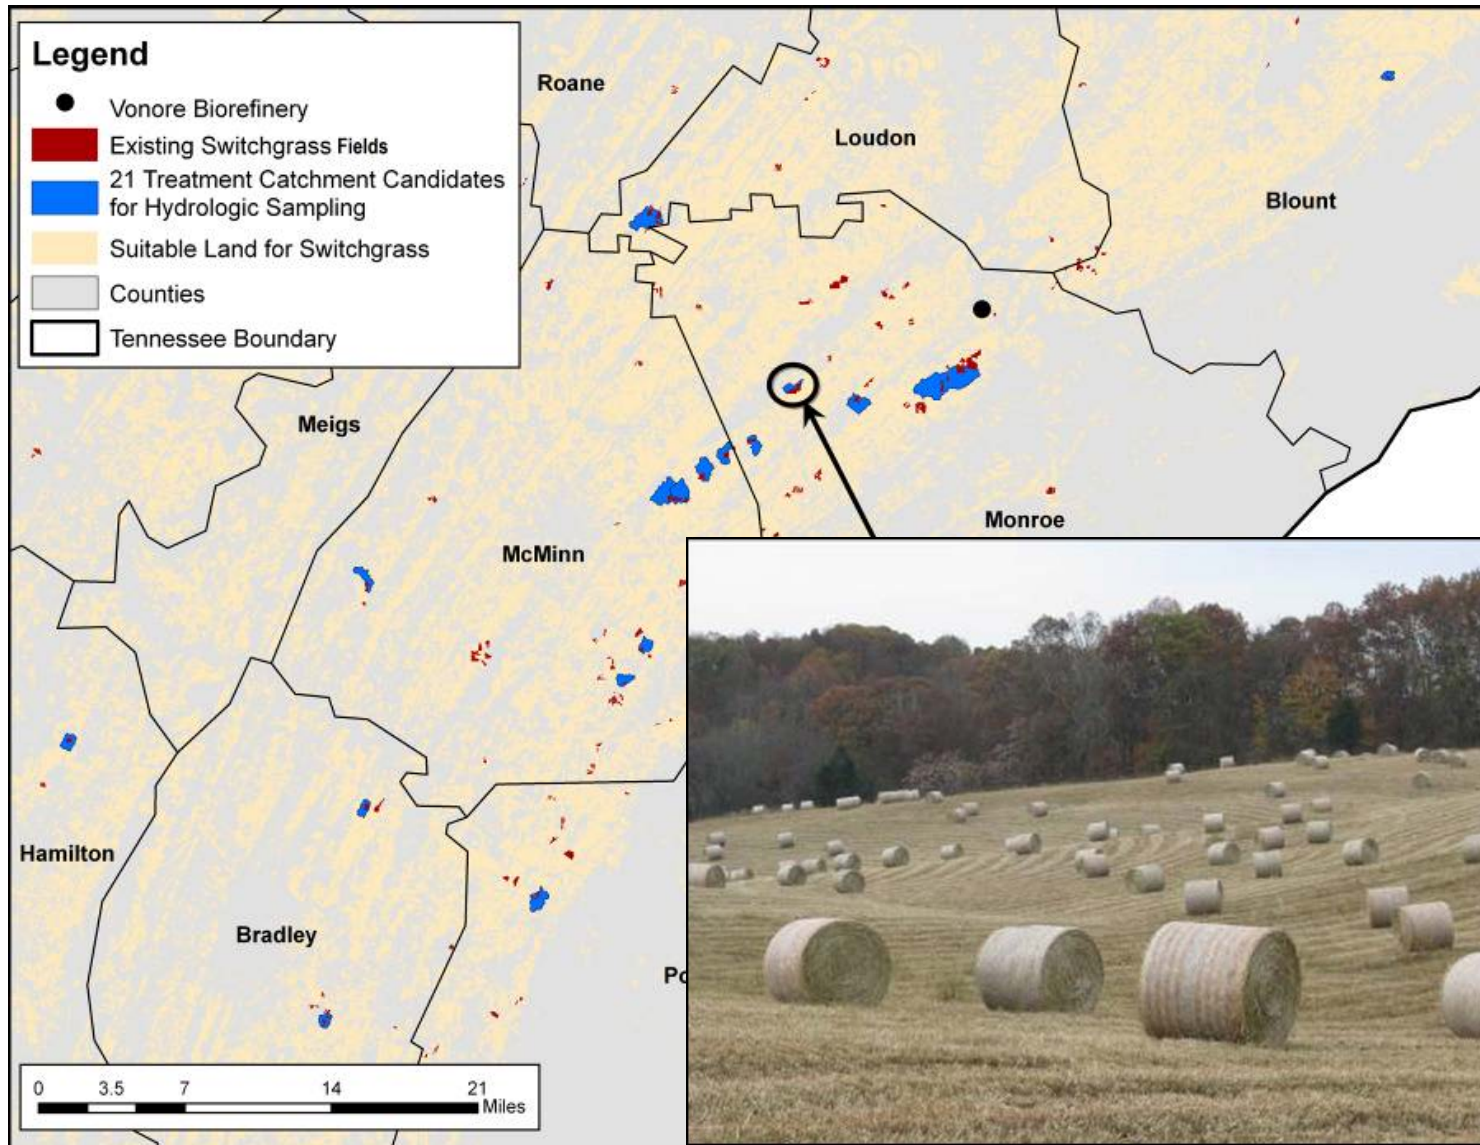 Legend
Vonore Biorefinery
Existing Switchgrass Fields
21 Treatment Catchment Candidates
for Hydrologic Sampling
Suitable Land for Switchgrass
Counties
Tennessee Boundary
Roane
Loudon
Blount
Meigs
Monroe
McMinn
Hamilton
Bradley
0 3.5 7 14 21
Miles